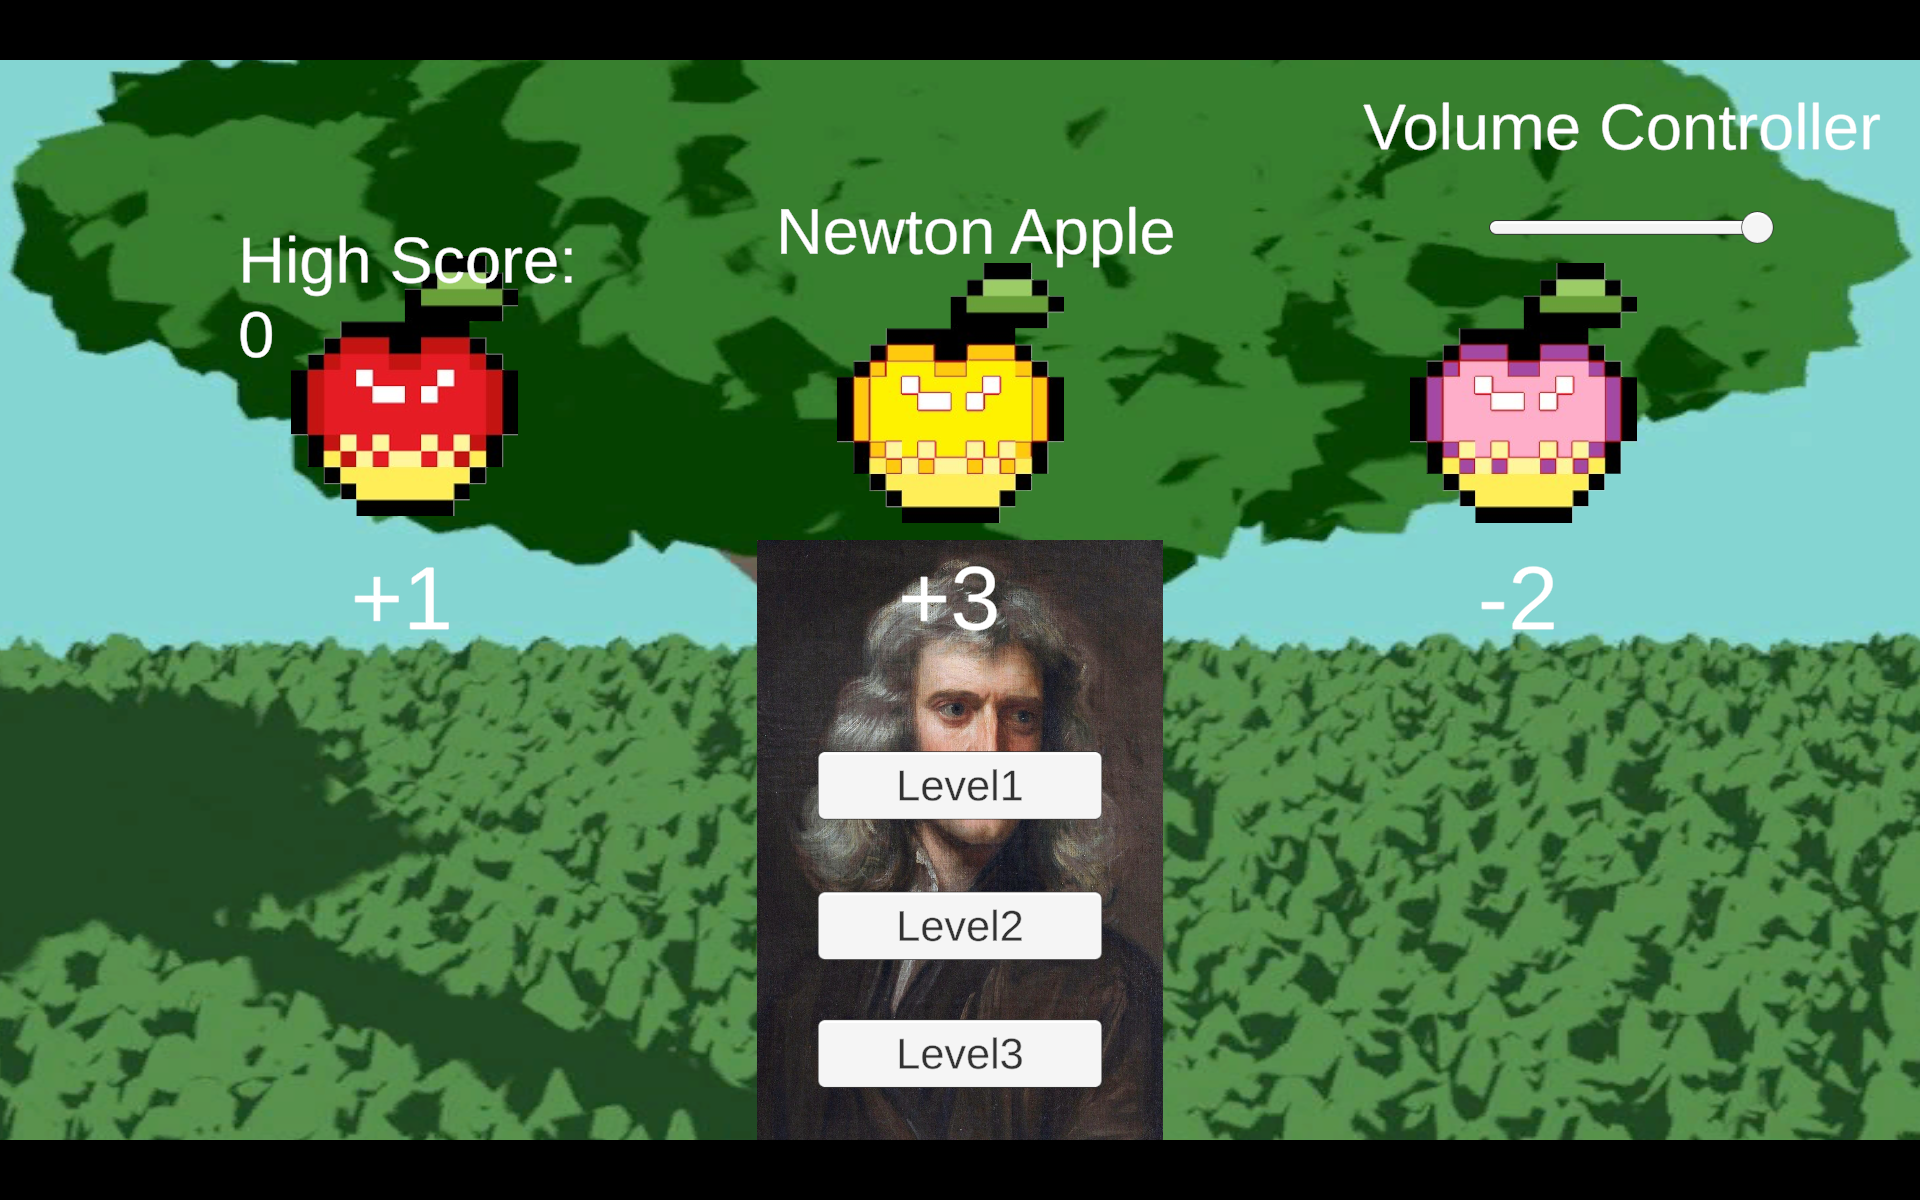 Volume Controller
Newton Apple
High Score:
0
+1
+3
-2
Level1
Level2
Level3